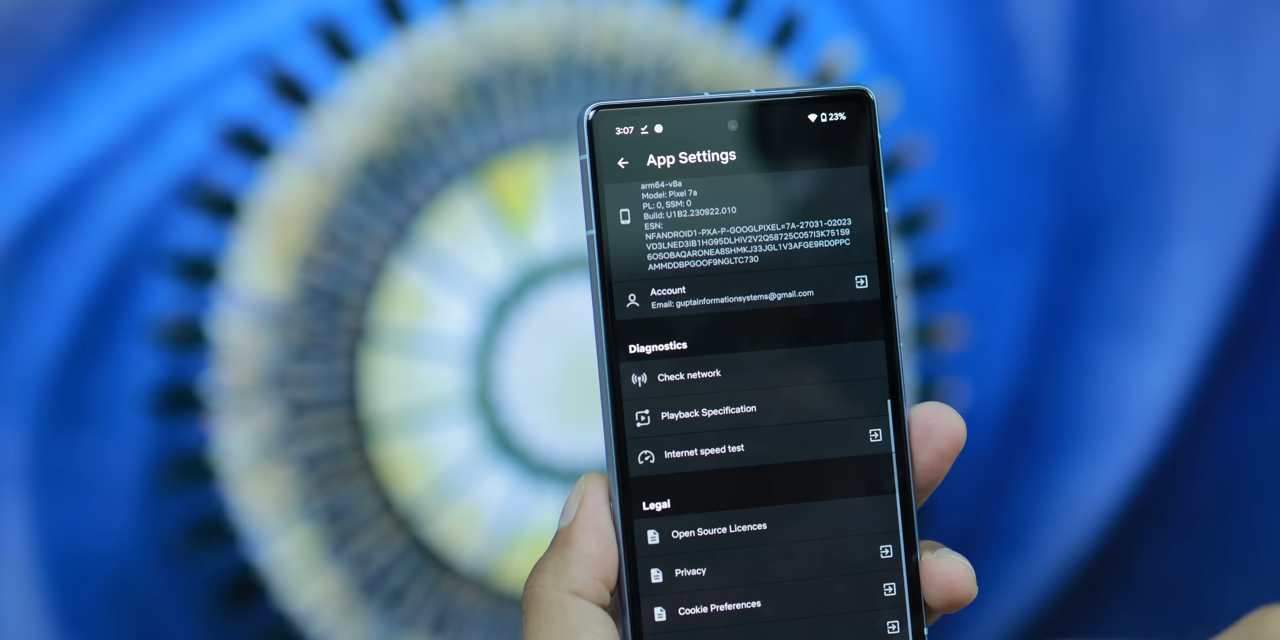 3:07 23%
App Settings
arm64-v8a
Model: Pixel 7a
PL: 0, SSM: 0
Build: U1B2.230922.010
ESN:
NFANDROID1-PXA-P-GOOGLPIXEL=7A-27031-02023
VD3LNED3IB1HG95DLHIV2V2Q58725C057I3K751S9
6OSOBAQARONEA8SHMKJ33JGL1V3AFGE9RD0PPC
AMMDDBPGOOF9NGLTC730
Account
Email: guptainformationsystems@gmail.com
Diagnostics
Check network
Playback Specification
Internet speed test
Legal
Open Source Licences
Privacy
Cookie Preferences